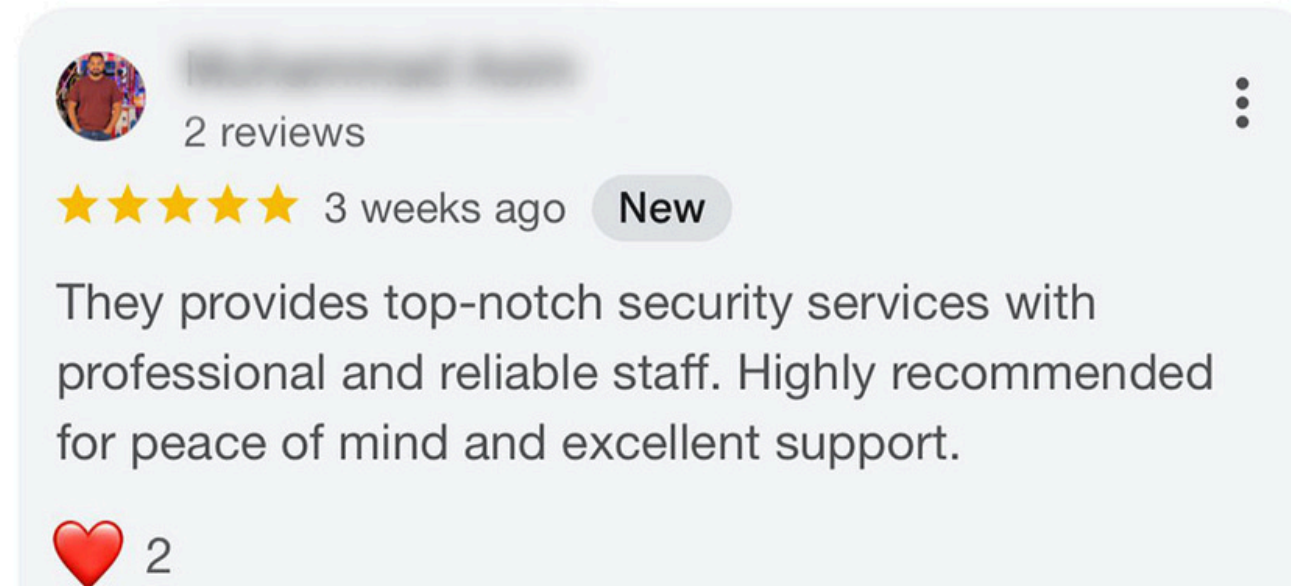 2 reviews
3 weeks ago New
They provides top-notch security services with
professional and reliable staff. Highly recommended
for peace of mind and excellent support.
2